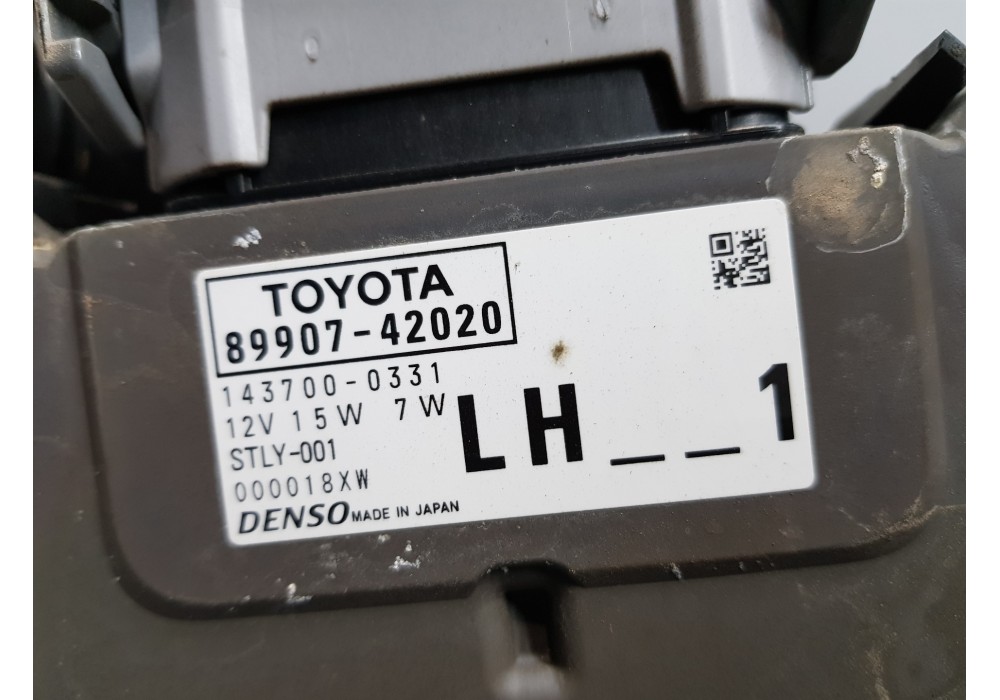 TOYOTA
89907-42020
143700-0331
12V 15W 7W
STLY-001
000018XW
DENSO MADE IN JAPAN
LH__1